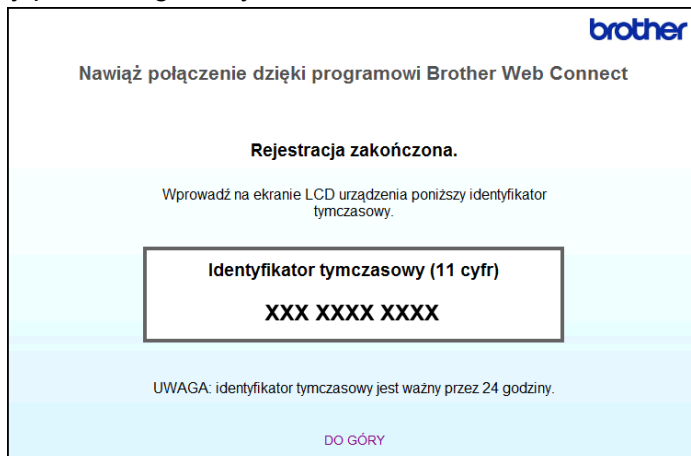 brother
Nawiąż połączenie dzięki programowi Brother Web Connect
Rejestracja zakończona.
Wprowadź na ekranie LCD urządzenia poniższy identyfikator
tymczasowy.
Identyfikator tymczasowy (11 cyfr)
XXX XXXX XXXX
UWAGA: identyfikator tymczasowy jest ważny przez 24 godziny.
DO GÓRY